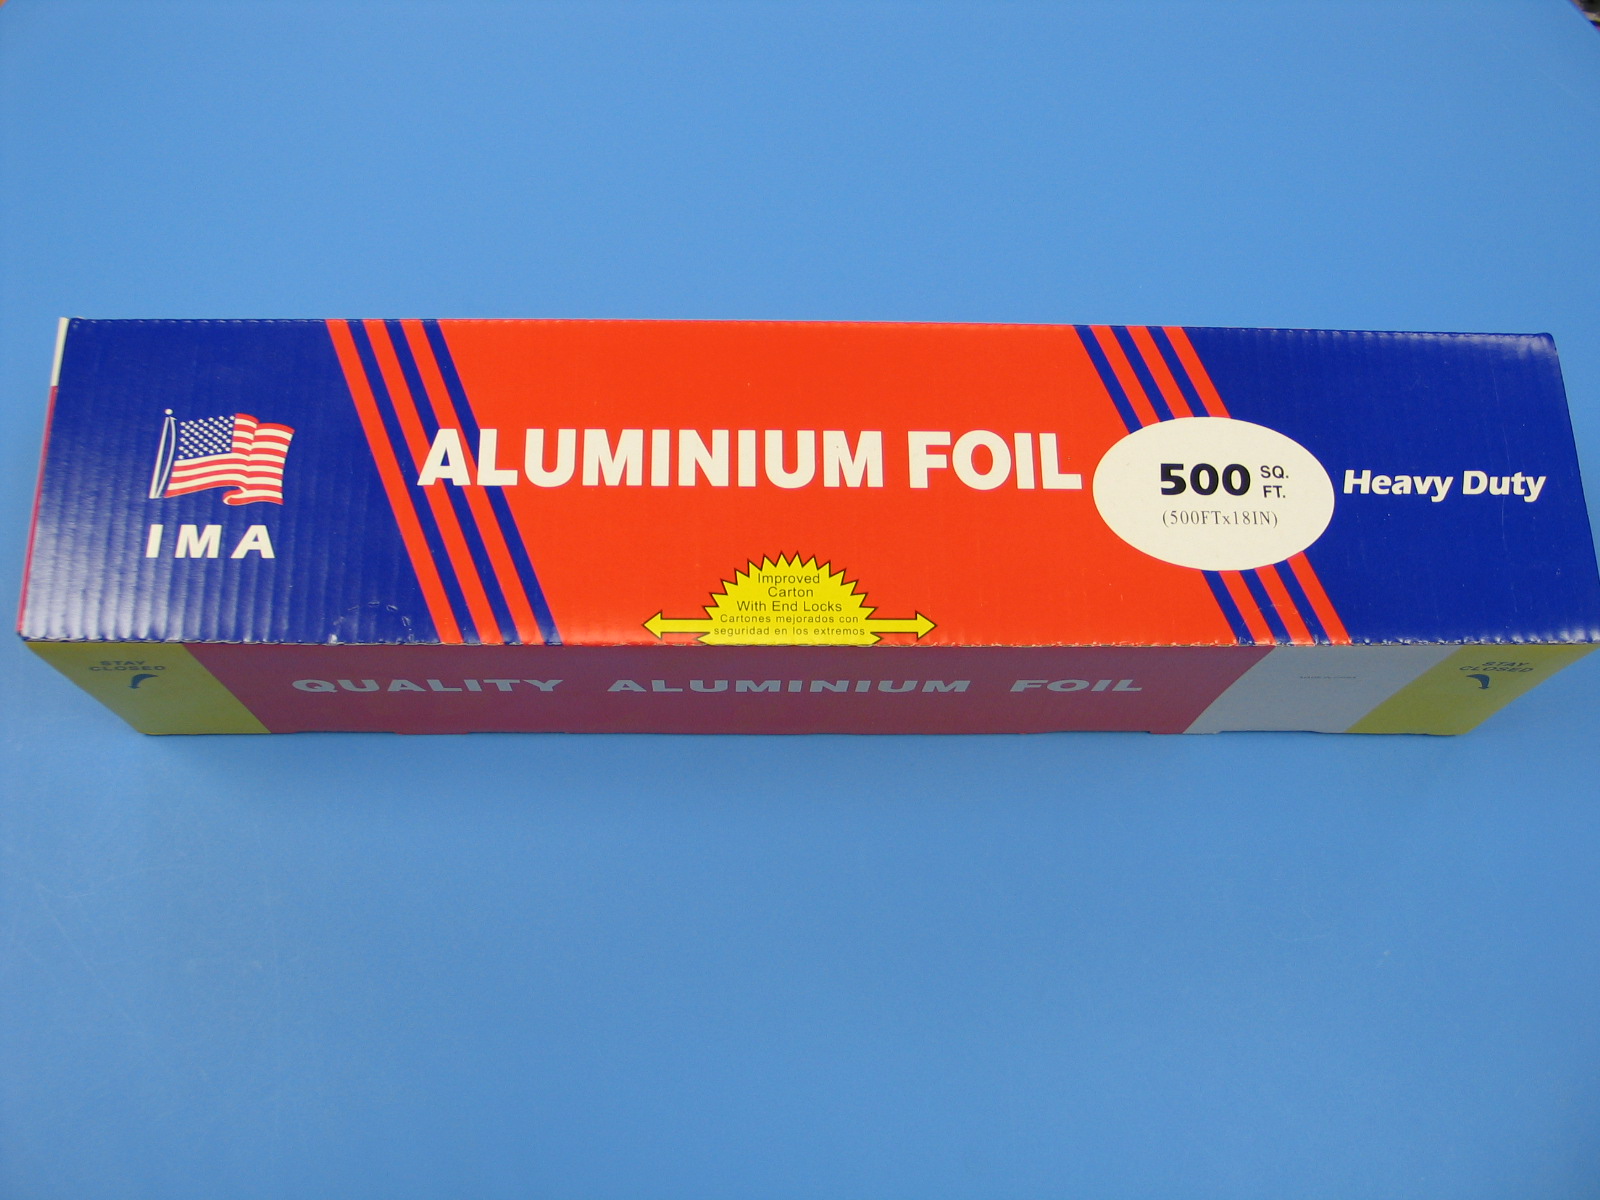 IMA
ALUMINIUM FOIL
500 SQ. FT.
(500FTx18IN)
Heavy Duty
Improved
Carton
With End Locks
Cartones mejorados con
seguridad en los extremos
STAY
CLOSED
QUALITY ALUMINIUM FOIL
STAY
CLOSED